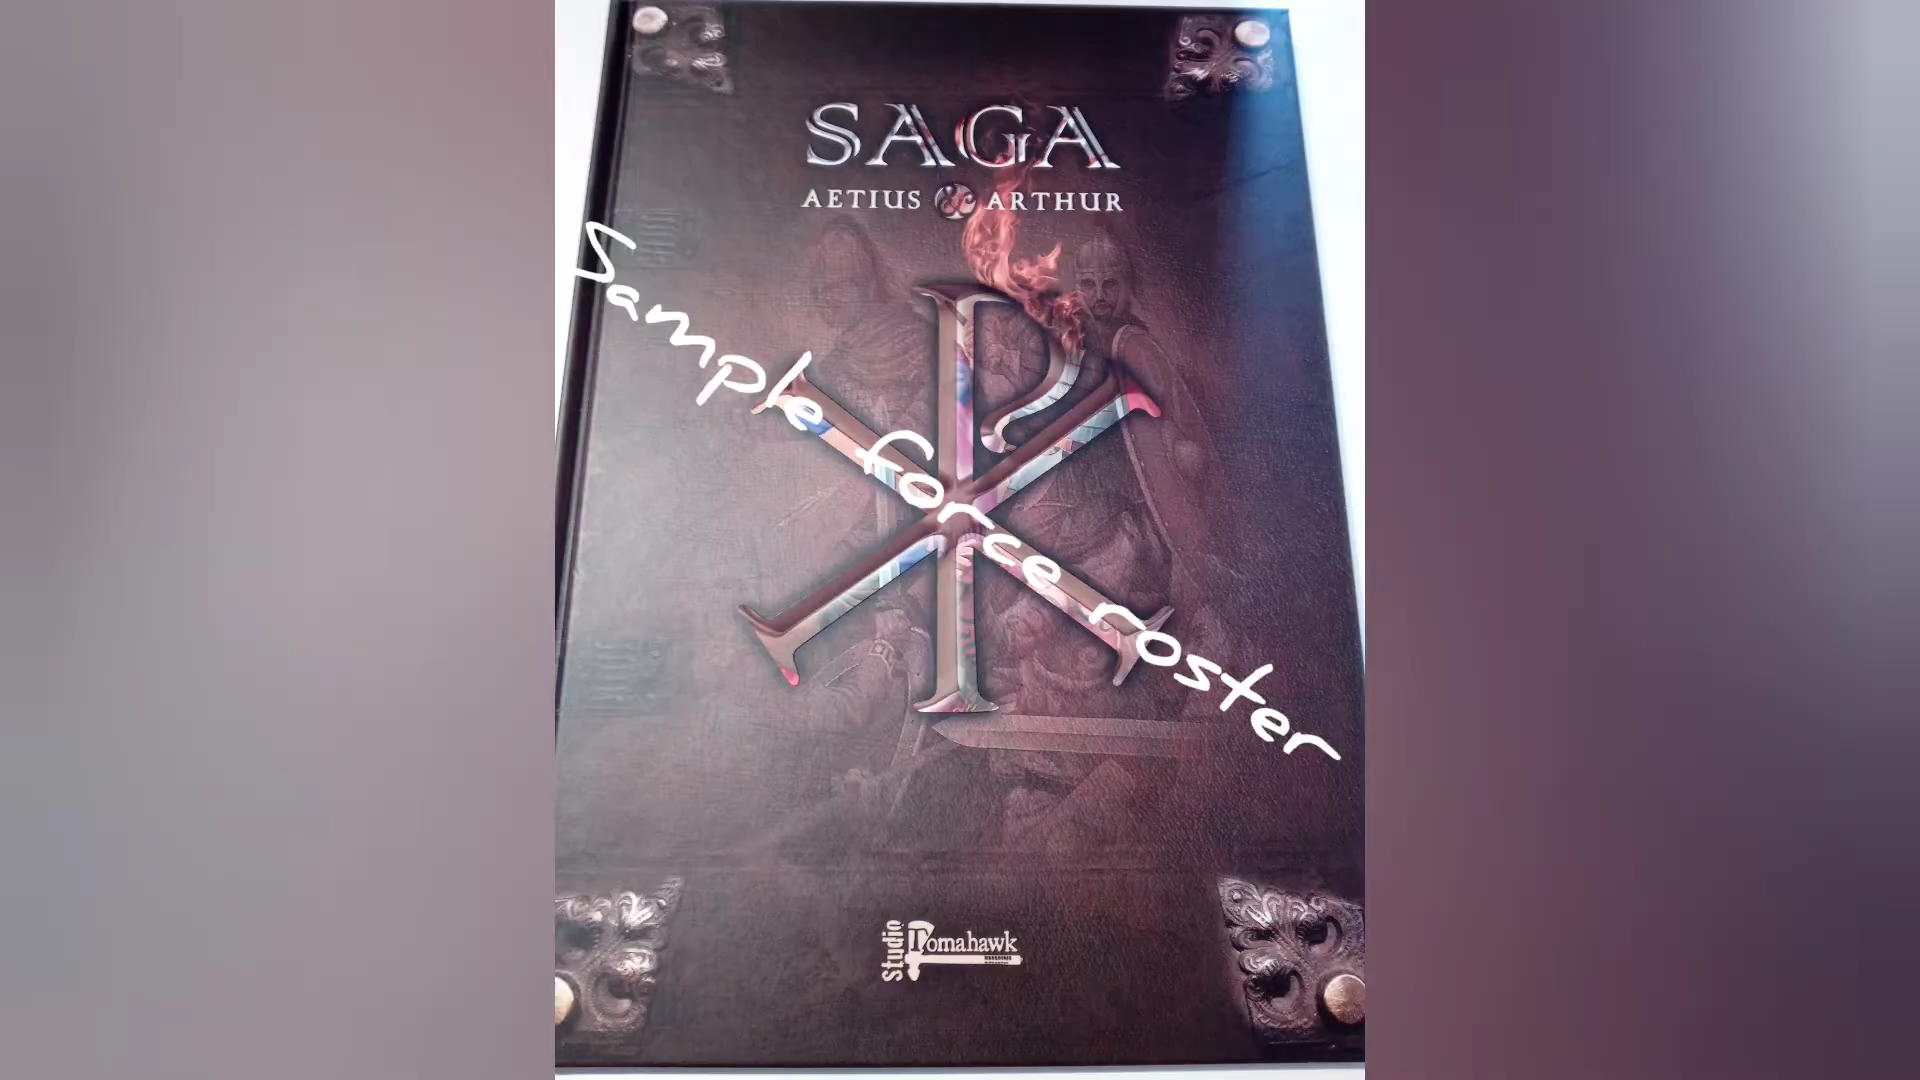 SAGA
AETIUS & ARTHUR
Sample force roster
Studio
Tomahawk